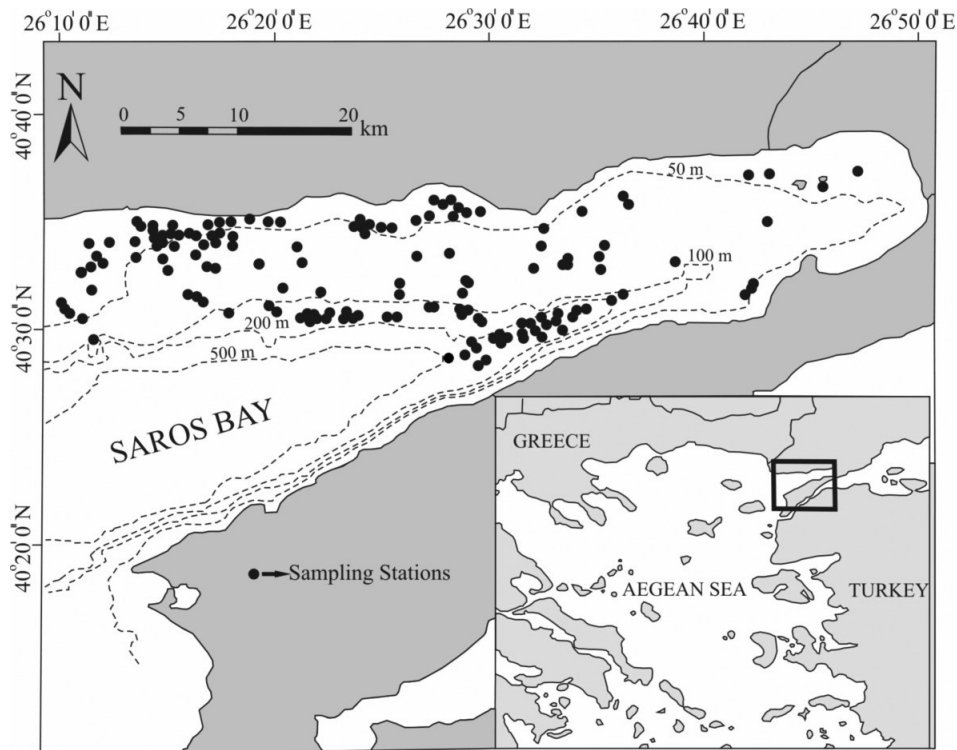 26°10'0"E 26°20'0"E 26°30'0"E 26°40'0"E 26°50'0"E
N
0 5 10 20
km
40°40'0"N
50 m
100 m
200 m
40°30'0"N
500 m
SAROS BAY
GREECE
40°20'0"N
Sampling Stations
AEGEAN SEA
TURKEY